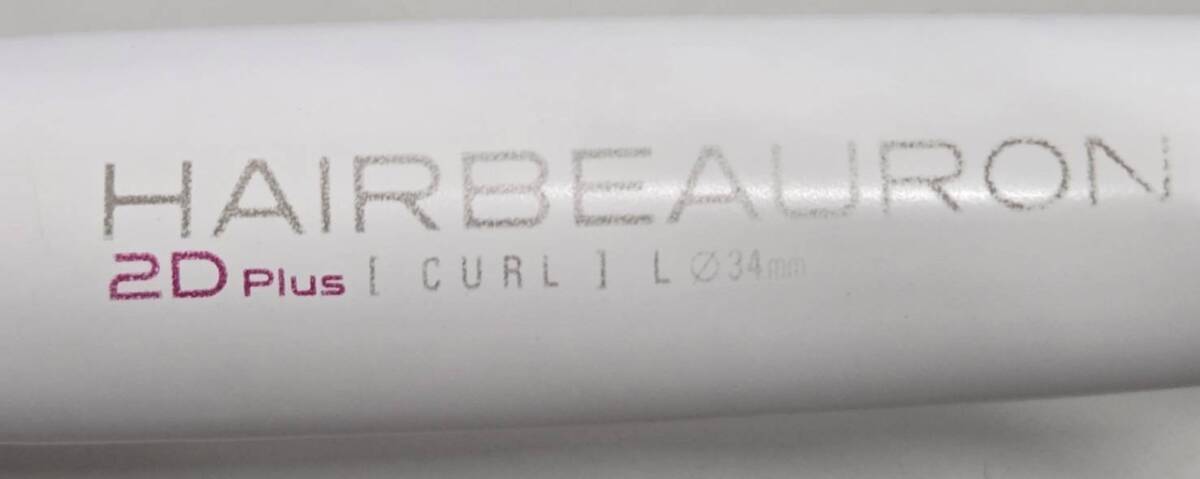 HAIRBEAURON
2D Plus [ CURL ] L Ø34mm